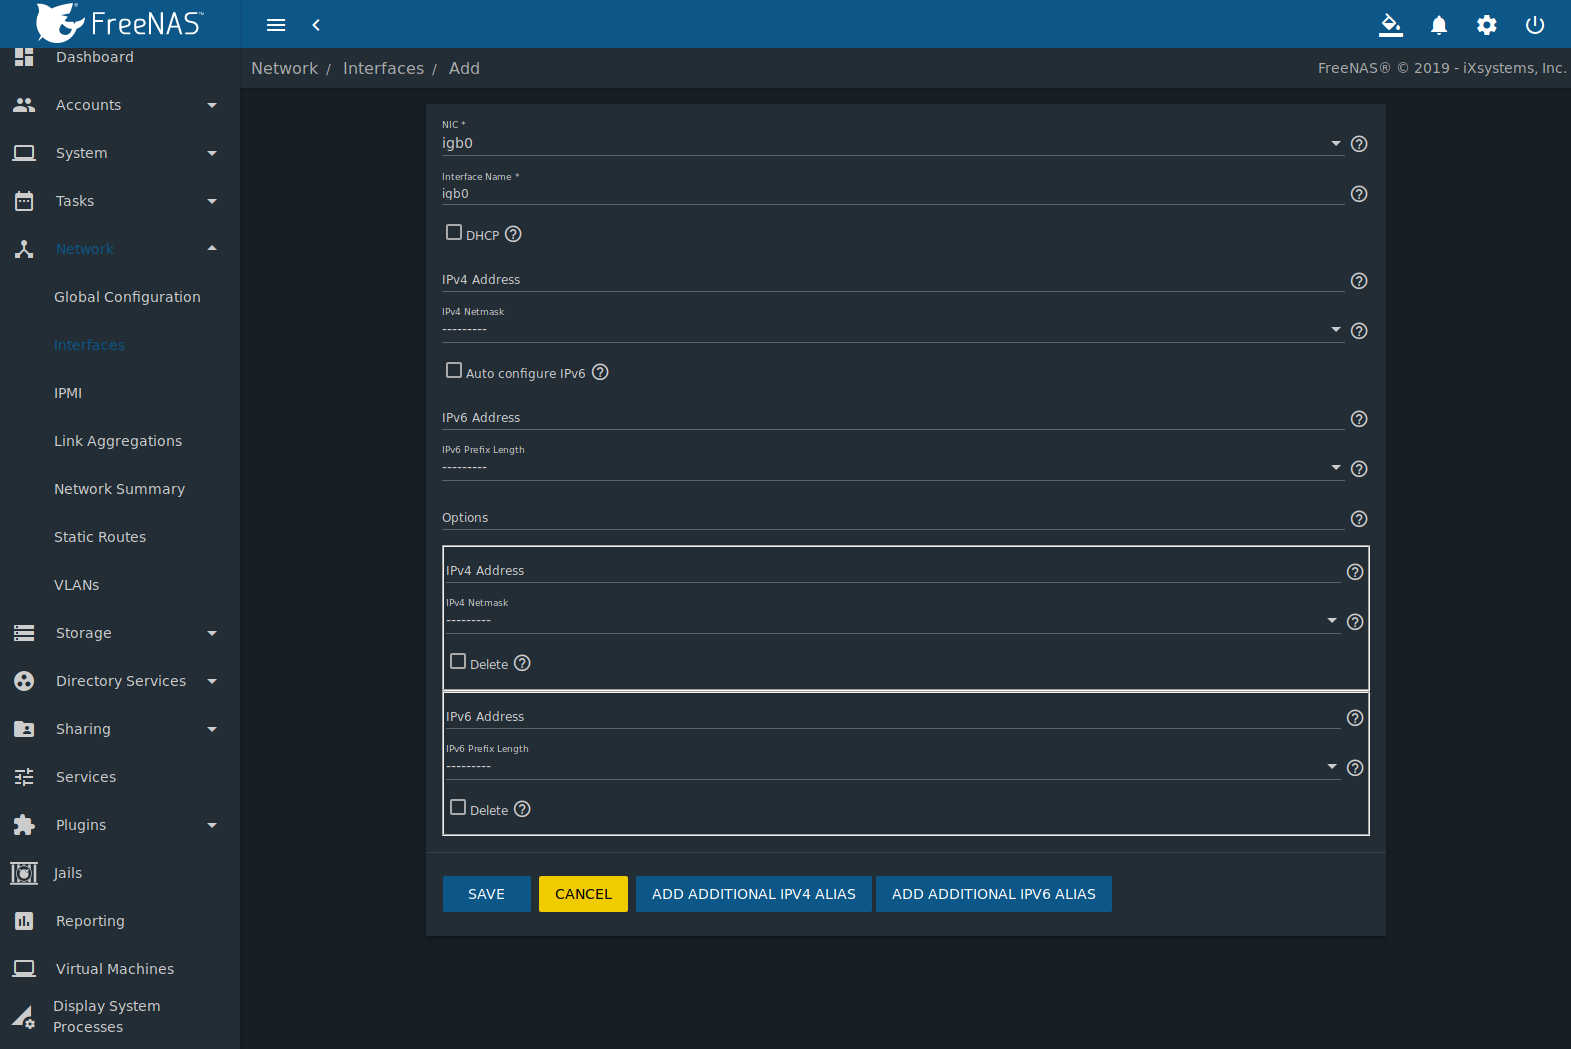 FreeNAS™
Dashboard
Accounts
System
Tasks
Network
Global Configuration
Interfaces
IPMI
Link Aggregations
Network Summary
Static Routes
VLANs
Storage
Directory Services
Sharing
Services
Plugins
Jails
Reporting
Virtual Machines
Display System
Processes
Network / Interfaces / Add
FreeNAS® © 2019 - iXsystems, Inc.
NIC *
igb0
Interface Name *
igb0
DHCP
IPv4 Address
IPv4 Netmask
---------
Auto configure IPv6
IPv6 Address
IPv6 Prefix Length
---------
Options
IPv4 Address
IPv4 Netmask
---------
Delete
IPv6 Address
IPv6 Prefix Length
---------
Delete
SAVE CANCEL ADD ADDITIONAL IPV4 ALIAS ADD ADDITIONAL IPV6 ALIAS